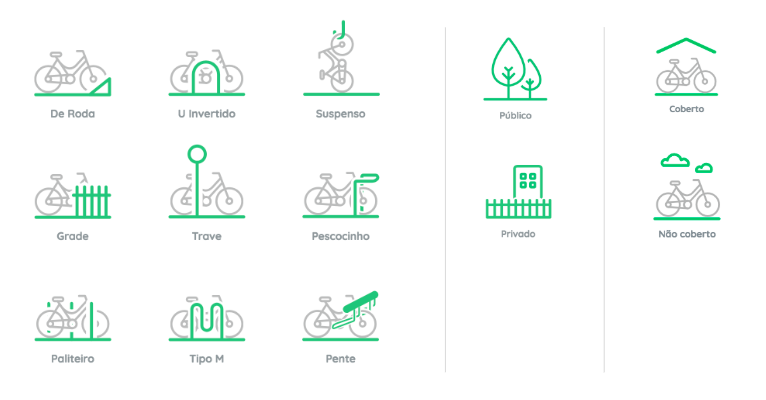 De Roda
U Invertido
Suspenso
Público
Coberto
Grade
Trave
Pescocinho
Privado
Não coberto
Paliteiro
Tipo M
Pente